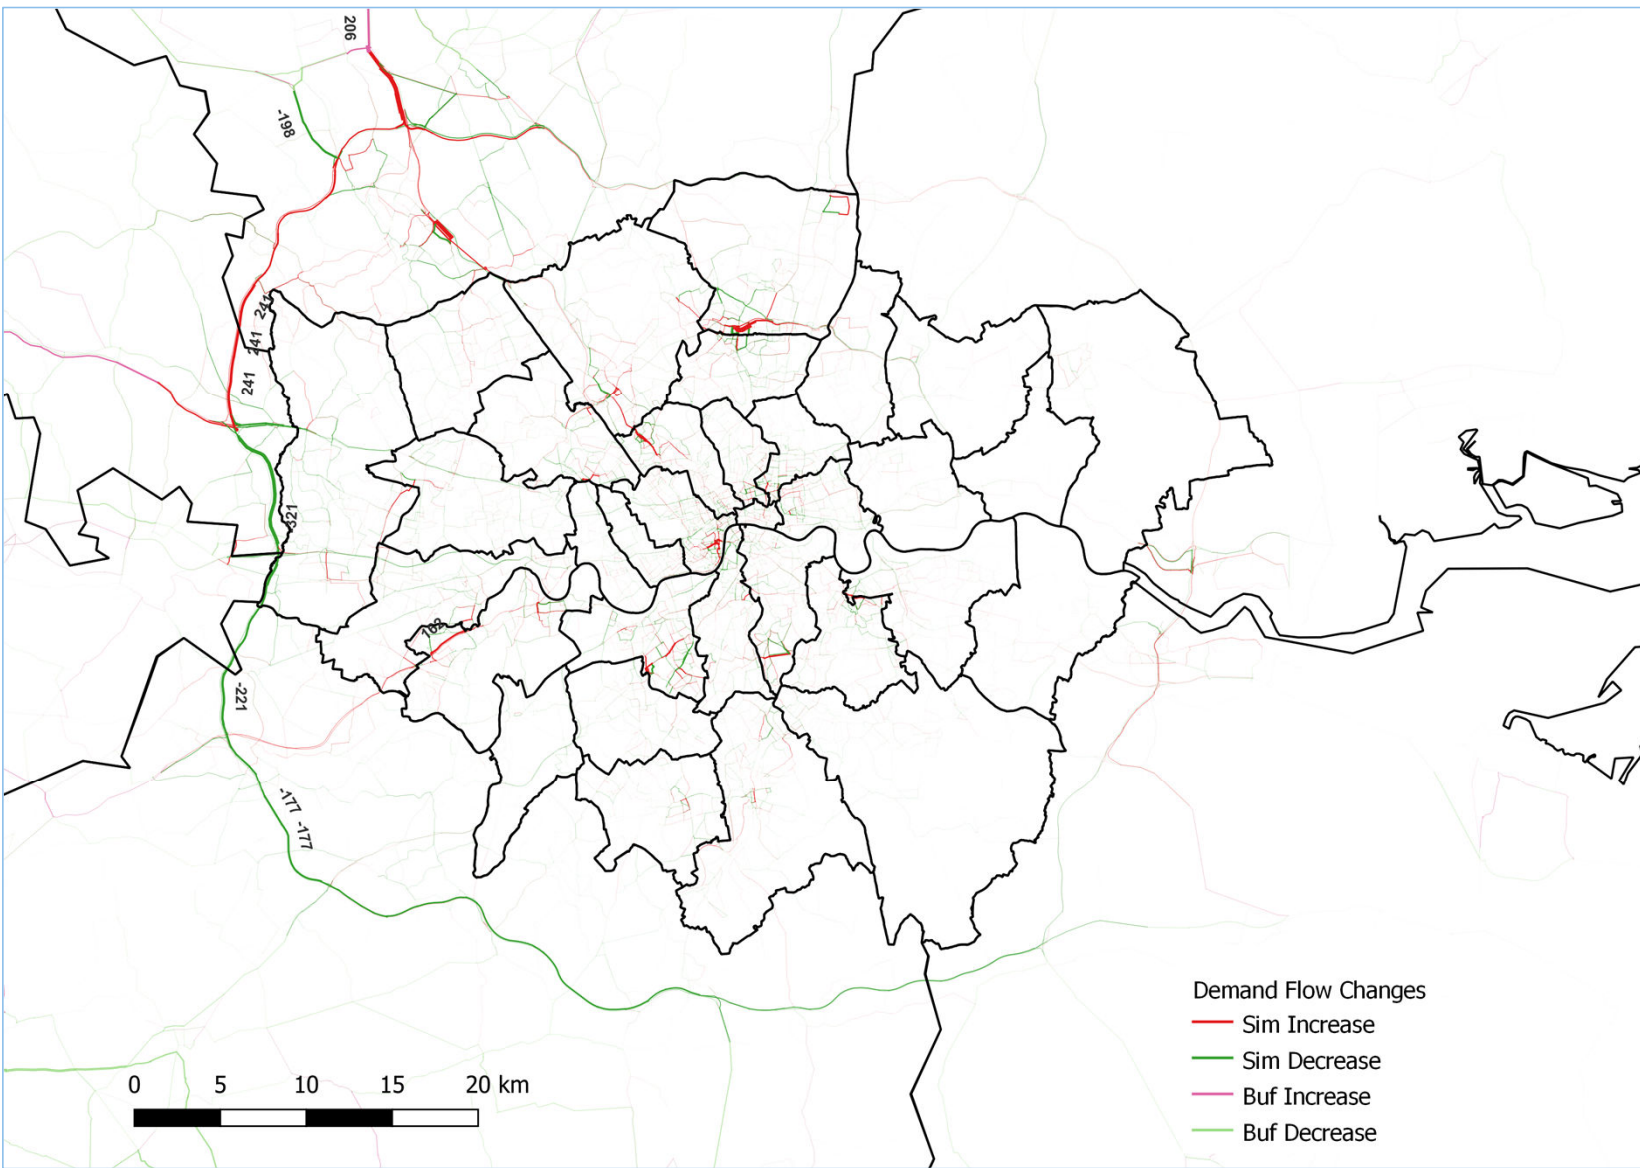 206
-198
241
241
241
-321
102
-221
-177
-177
Demand Flow Changes
Sim Increase
Sim Decrease
Buf Increase
Buf Decrease
0 5 10 15 20 km